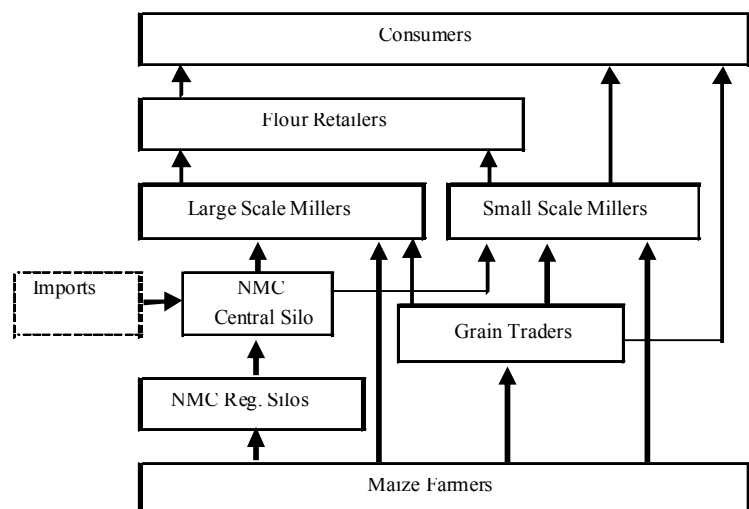 Consumers
Flour Retailers
Large Scale Millers
Small Scale Millers
Imports
NMC
Central Silo
Grain Traders
NMC Reg. Silos
Maize Farmers